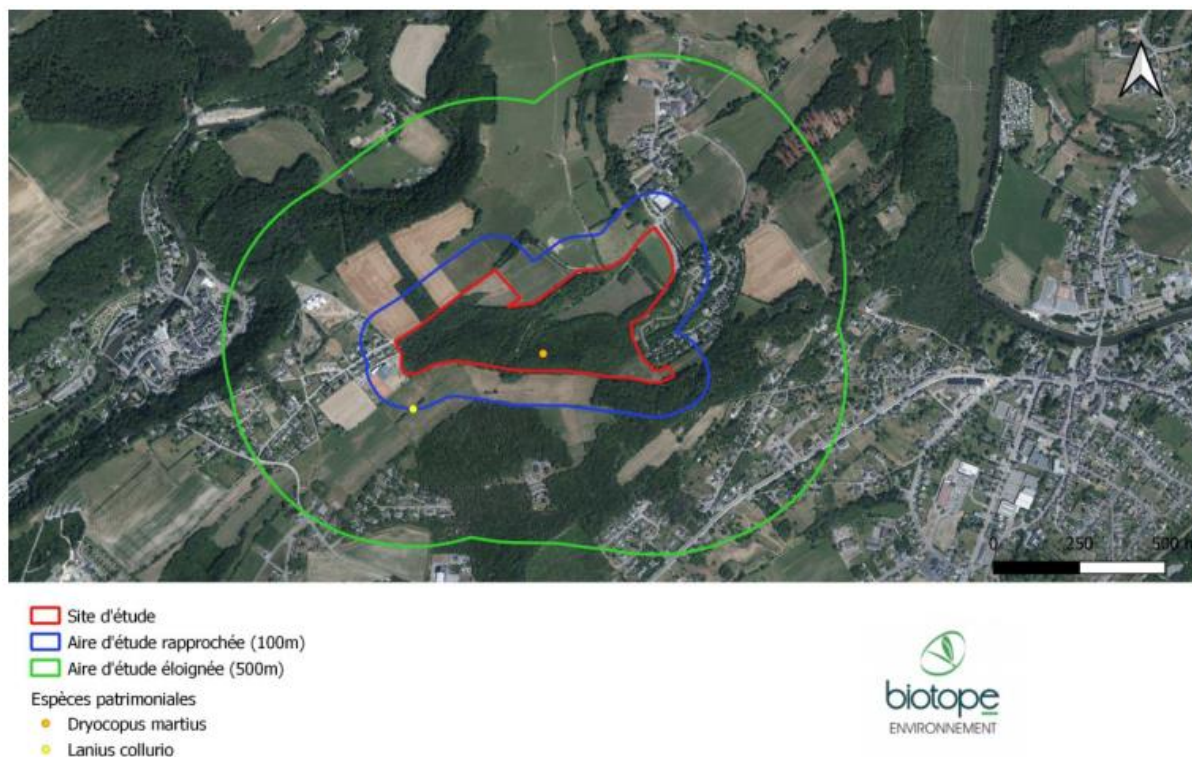 0 250 500 m
Site d'étude
Aire d'étude rapprochée (100m)
Aire d'étude éloignée (500m)
Espèces patrimoniales
Dryocopus martius
Lanius collurio
biotope
ENVIRONNEMENT